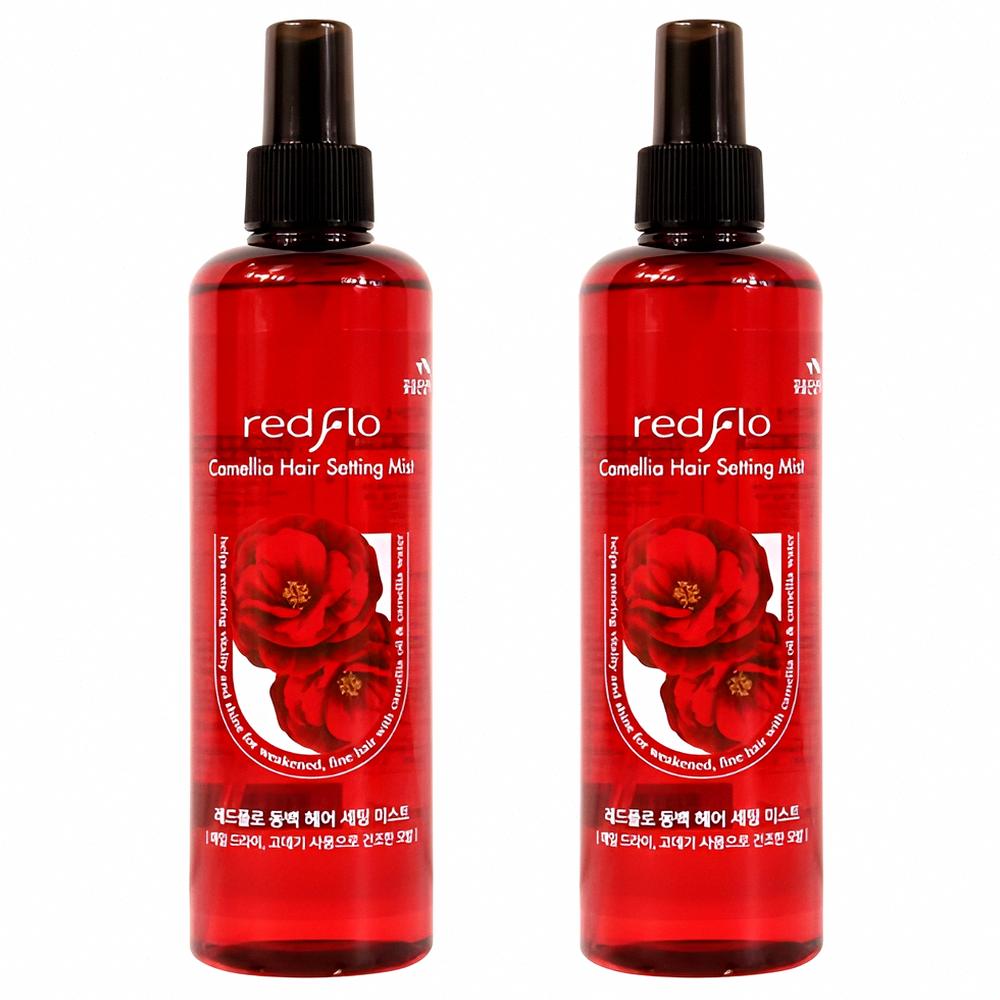 redflo
Camellia Hair Setting Mist
helps restoring vitality and shine for weakened, fine hair with camellia oil & camellia water
레드플로 동백 헤어 세팅 미스트
| 매일 드라이, 고데기 사용으로 건조한 모발 |
redflo
Camellia Hair Setting Mist
helps restoring vitality and shine for weakened, fine hair with camellia oil & camellia water
레드플로 동백 헤어 세팅 미스트
| 매일 드라이, 고데기 사용으로 건조한 모발 |